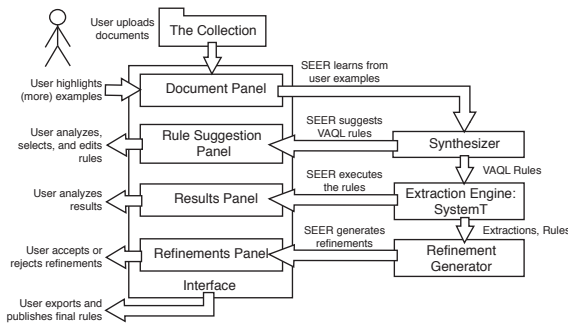 User uploads
documents
The Collection
User highlights
(more) examples
Document Panel
SEER learns from
user examples
User analyzes,
selects, and edits
rules
Rule Suggestion
Panel
SEER suggests
VAQL rules
Synthesizer
VAQL Rules
User analyzes
results
Results Panel
SEER executes
the rules
Extraction Engine:
SystemT
Extractions, Rules
User accepts or
rejects refinements
Refinements Panel
SEER generates
refinements
Refinement
Generator
Interface
User exports and
publishes final rules